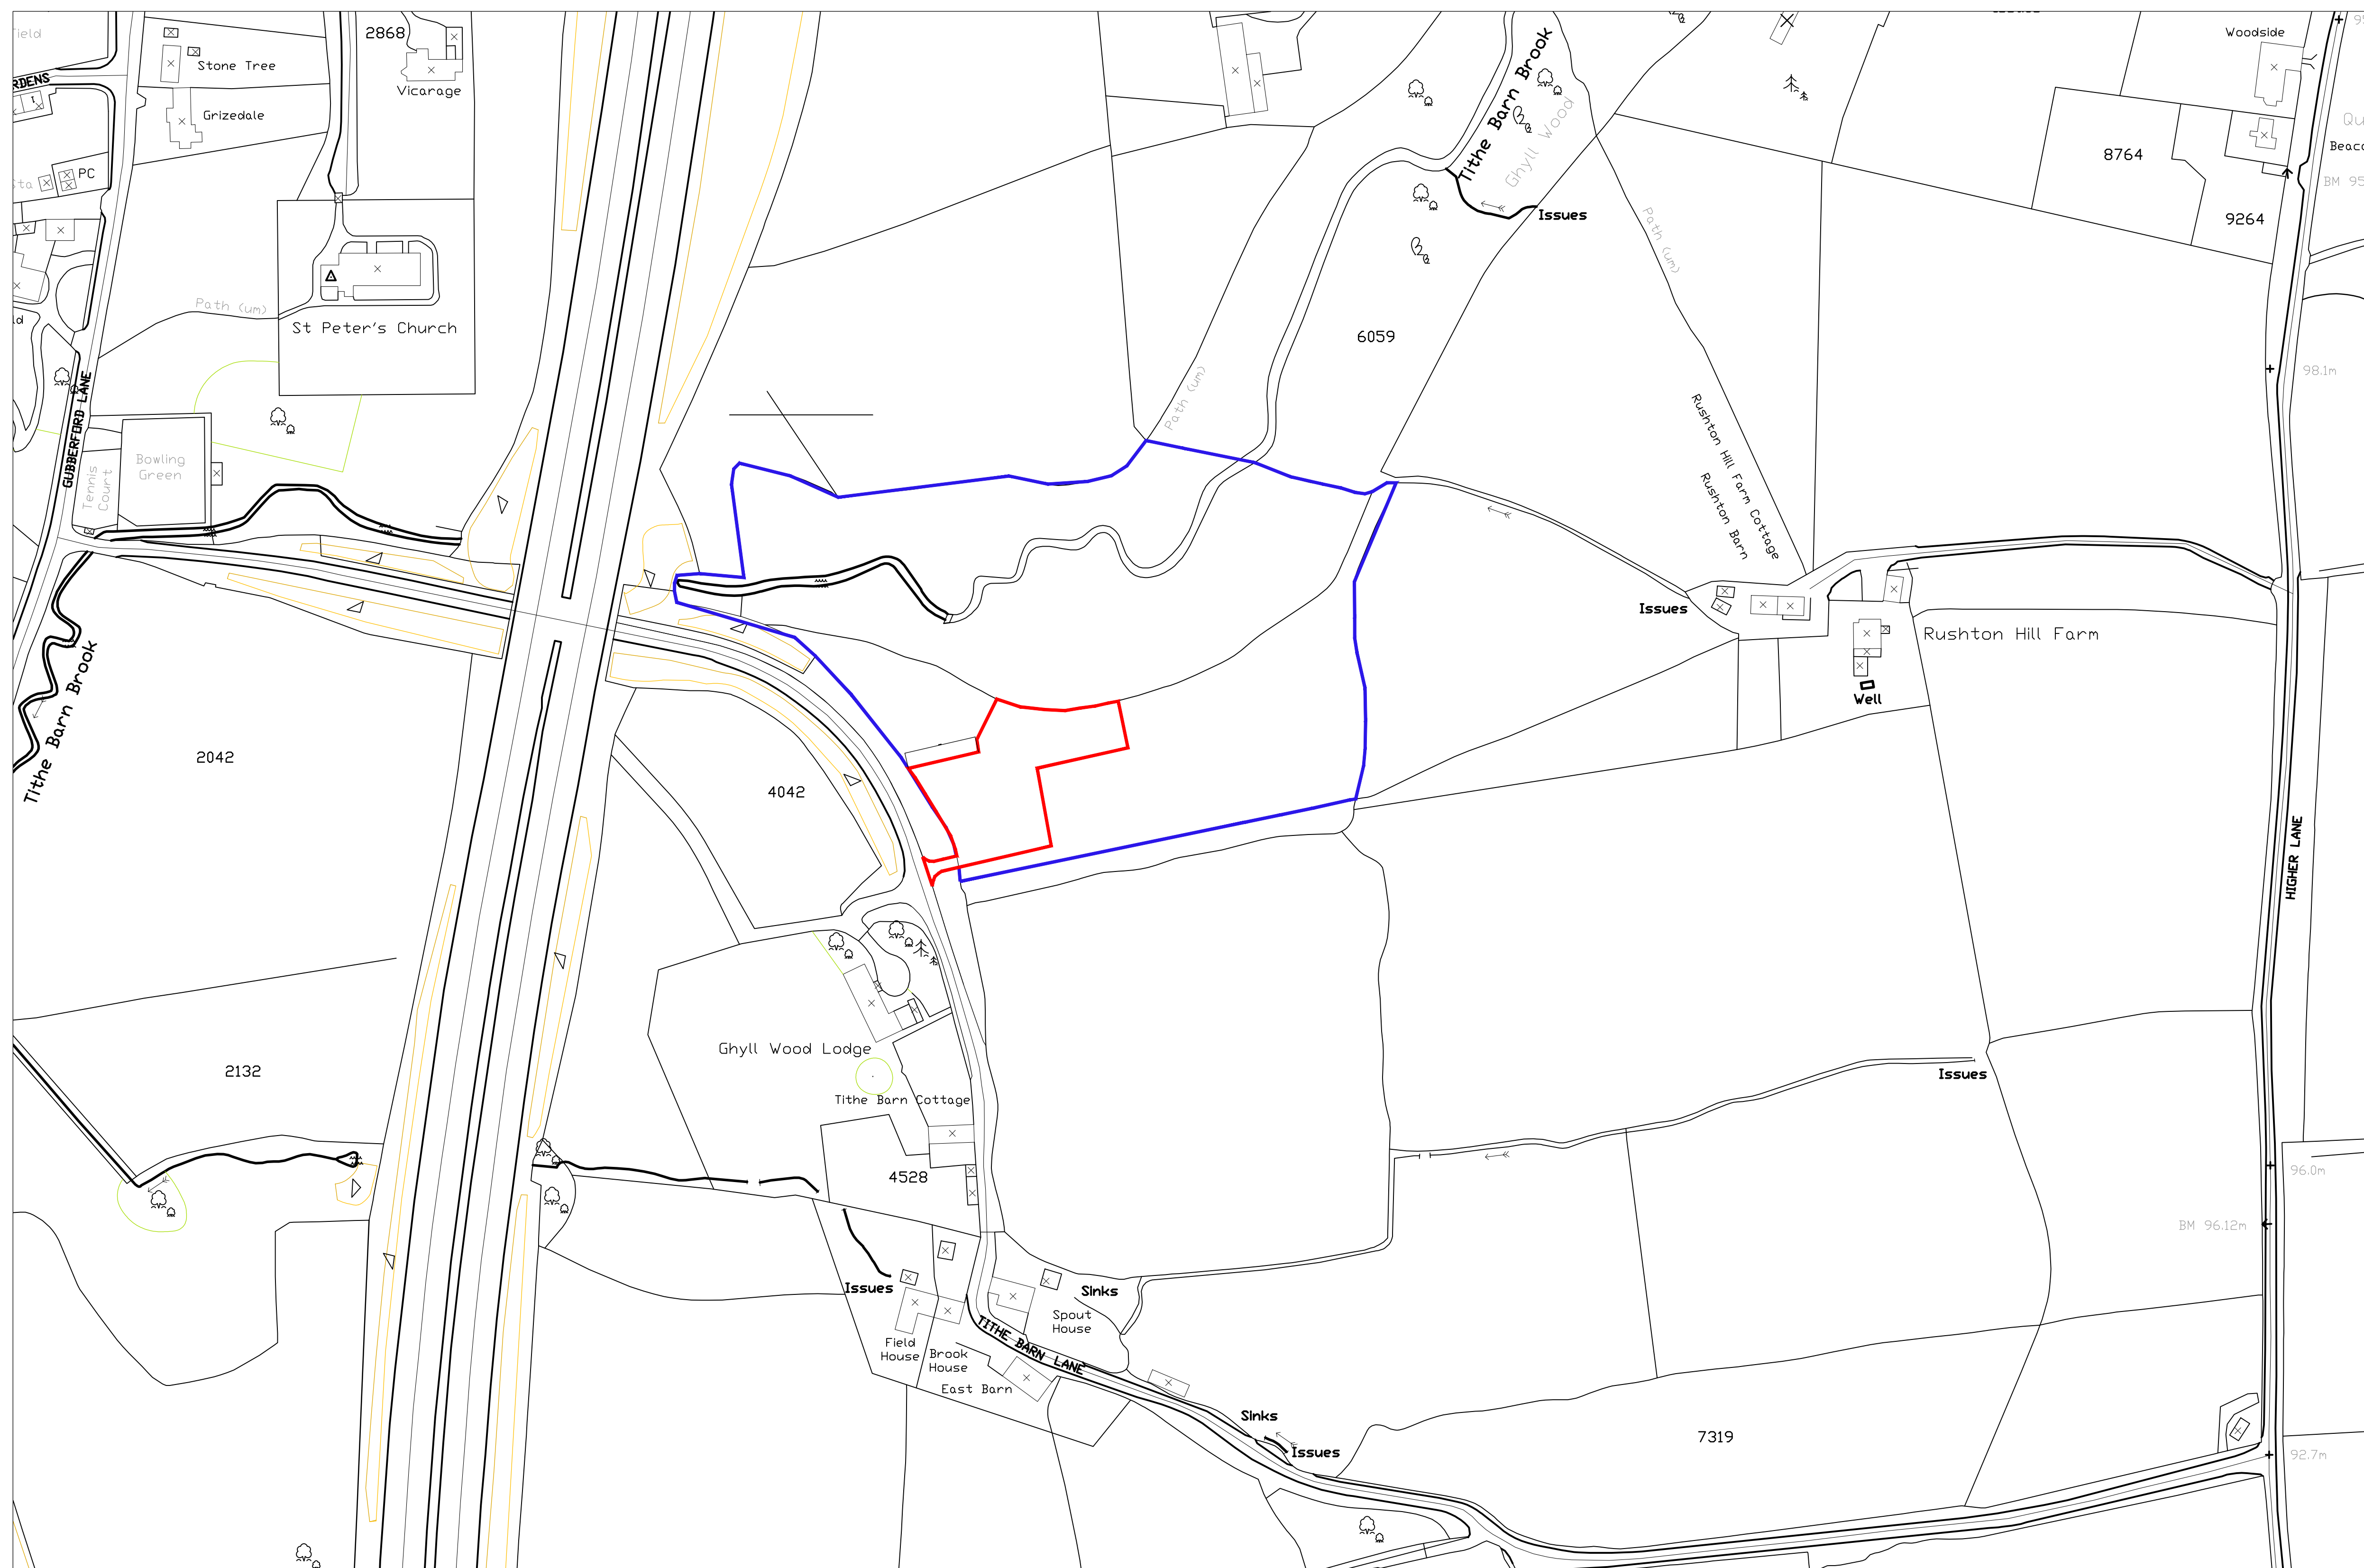 2868
Woodside
Stone Tree
RDENS
Vicarage
Grizedale
Tithe Barn Brook
Ghyll Wood
PC
8764
BM 95
Issues
9264
Path (um)
Path (um)
St Peter's Church
6059
98.1m
Path (um)
GUBBERFORD LANE
Bowling
Green
Tennis
Court
Rushton Hill Farm Cottage
Rushton Barn
Issues
Rushton Hill Farm
Well
Tithe Barn Brook
2042
4042
HIGHER LANE
Ghyll Wood Lodge
2132
Issues
Tithe Barn Cottage
4528
96.0m
BM 96.12m
Issues
Sinks
Spout
House
TITHE BARN LANE
Field
House
Brook
House
East Barn
Sinks
Issues
7319
92.7m